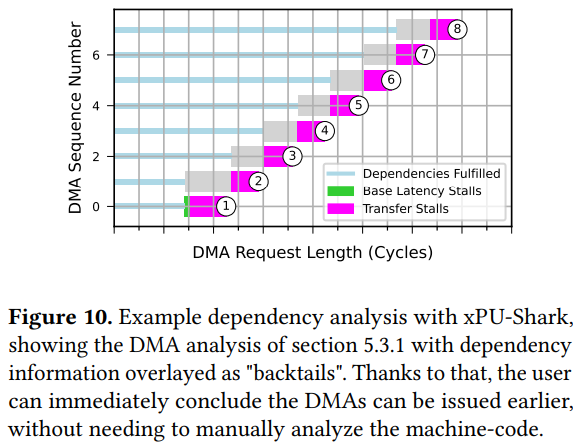 8
7
6
5
4
3
2
1
6
4
2
0
DMA Sequence Number
Dependencies Fulfilled
Base Latency Stalls
Transfer Stalls
DMA Request Length (Cycles)
Figure 10. Example dependency analysis with xPU-Shark,
showing the DMA analysis of section 5.3.1 with dependency
information overlayed as "backtails". Thanks to that, the user
can immediately conclude the DMAs can be issued earlier,
without needing to manually analyze the machine-code.